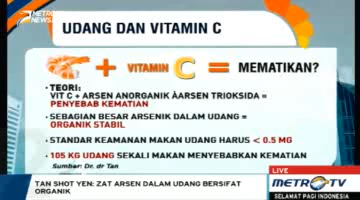 METRO NEWS
UDANG DAN VITAMIN C
+ VITAMIN C = MEMATIKAN?
•TEORI:
VIT C + ARSEN ANORGANIK ÀARSEN TRIOKSIDA =
PENYEBAB KEMATIAN
•SEBAGIAN BESAR ARSENIK DALAM UDANG =
ORGANIK STABIL
•STANDAR KEAMANAN MAKAN UDANG HARUS < 0.5 MG
•105 KG UDANG SEKALI MAKAN MENYEBABKAN KEMATIAN
Sumber: Dr. dr Tan
TAN SHOT YEN: ZAT ARSEN DALAM UDANG BERSIFAT
ORGANIK
LIVE
METRO TV
SELAMAT PAGI INDONESIA